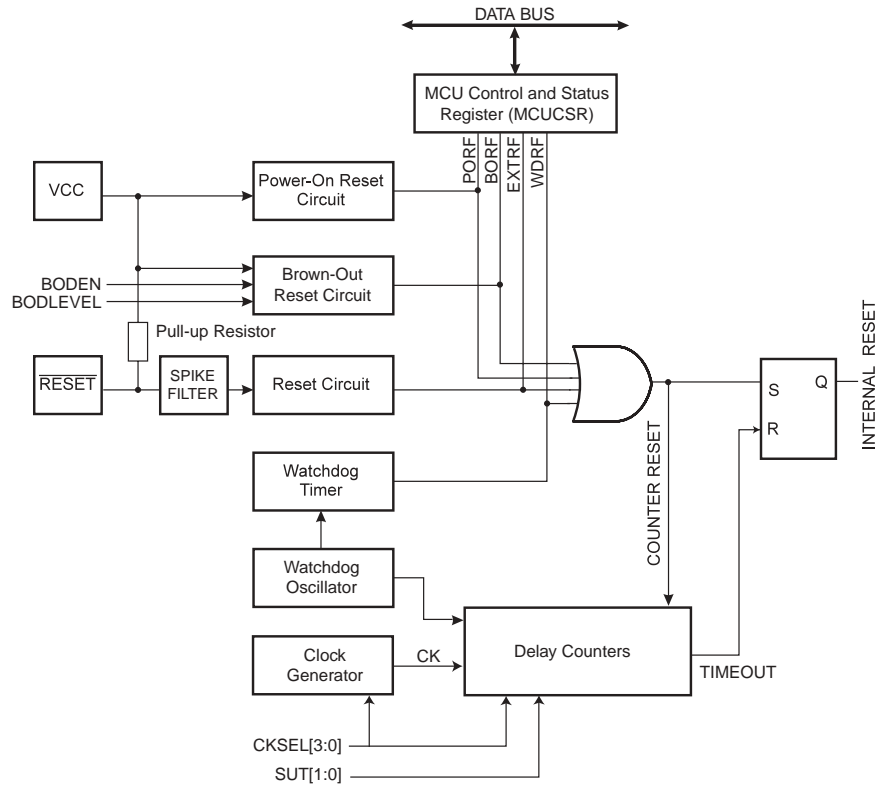 DATA BUS
MCU Control and Status
Register (MCUCSR)
PORF
BORF
EXTRF
WDRF
VCC
Power-On Reset
Circuit
BODEN
BODLEVEL
Brown-Out
Reset Circuit
Pull-up Resistor
RESET
SPIKE
FILTER
Reset Circuit
S
Q
R
INTERNAL RESET
COUNTER RESET
Watchdog
Timer
Watchdog
Oscillator
Clock
Generator
CK
Delay Counters
TIMEOUT
CKSEL[3:0]
SUT[1:0]